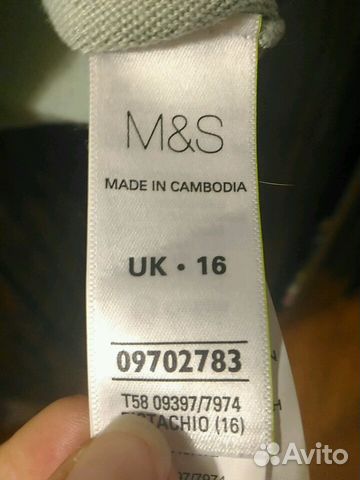 M&S
MADE IN CAMBODIA
UK • 16
09702783
T58 09397/7974
PISTACHIO (16)
Avito